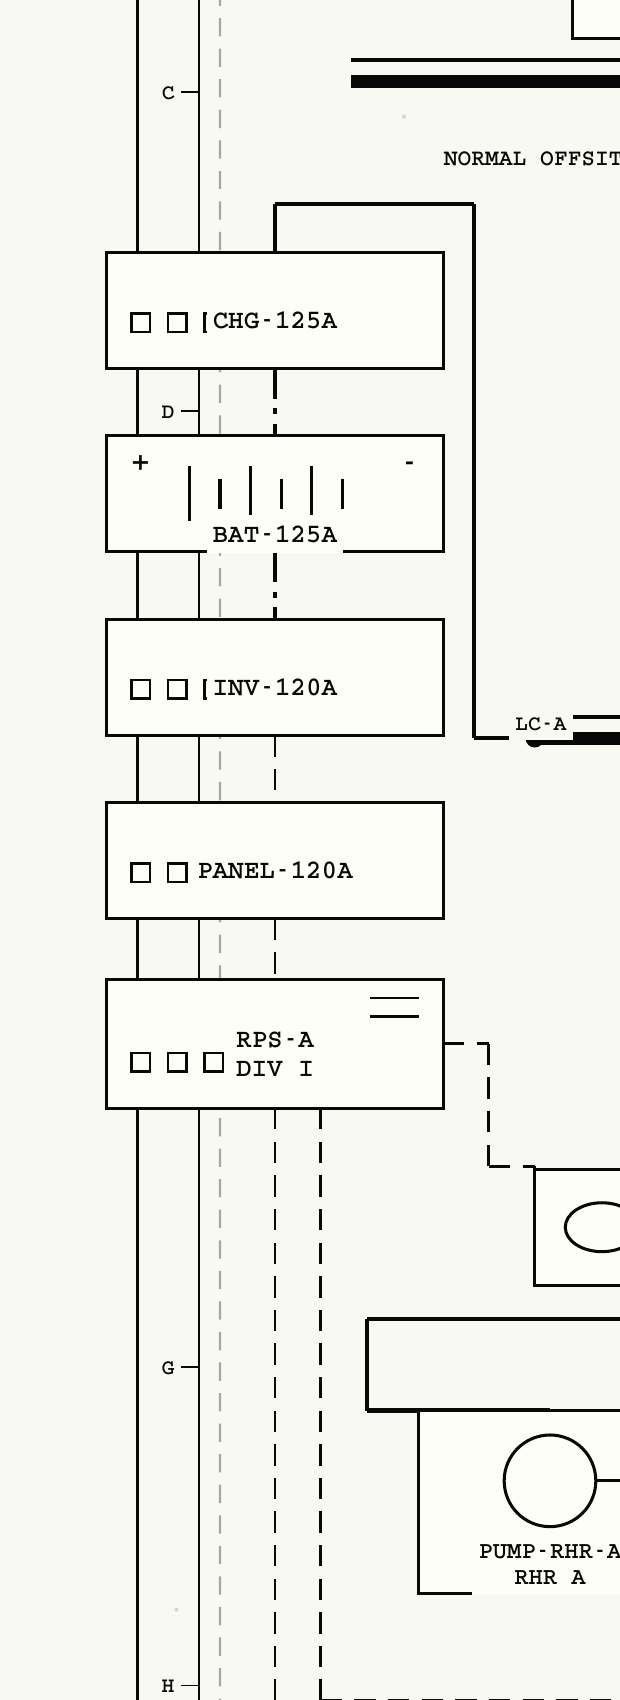 C
NORMAL OFFSIT
CHG-125A
D
+ -
BAT-125A
INV-120A
LC-A
PANEL-120A
RPS-A
DIV I
G
PUMP-RHR-A
RHR A
H